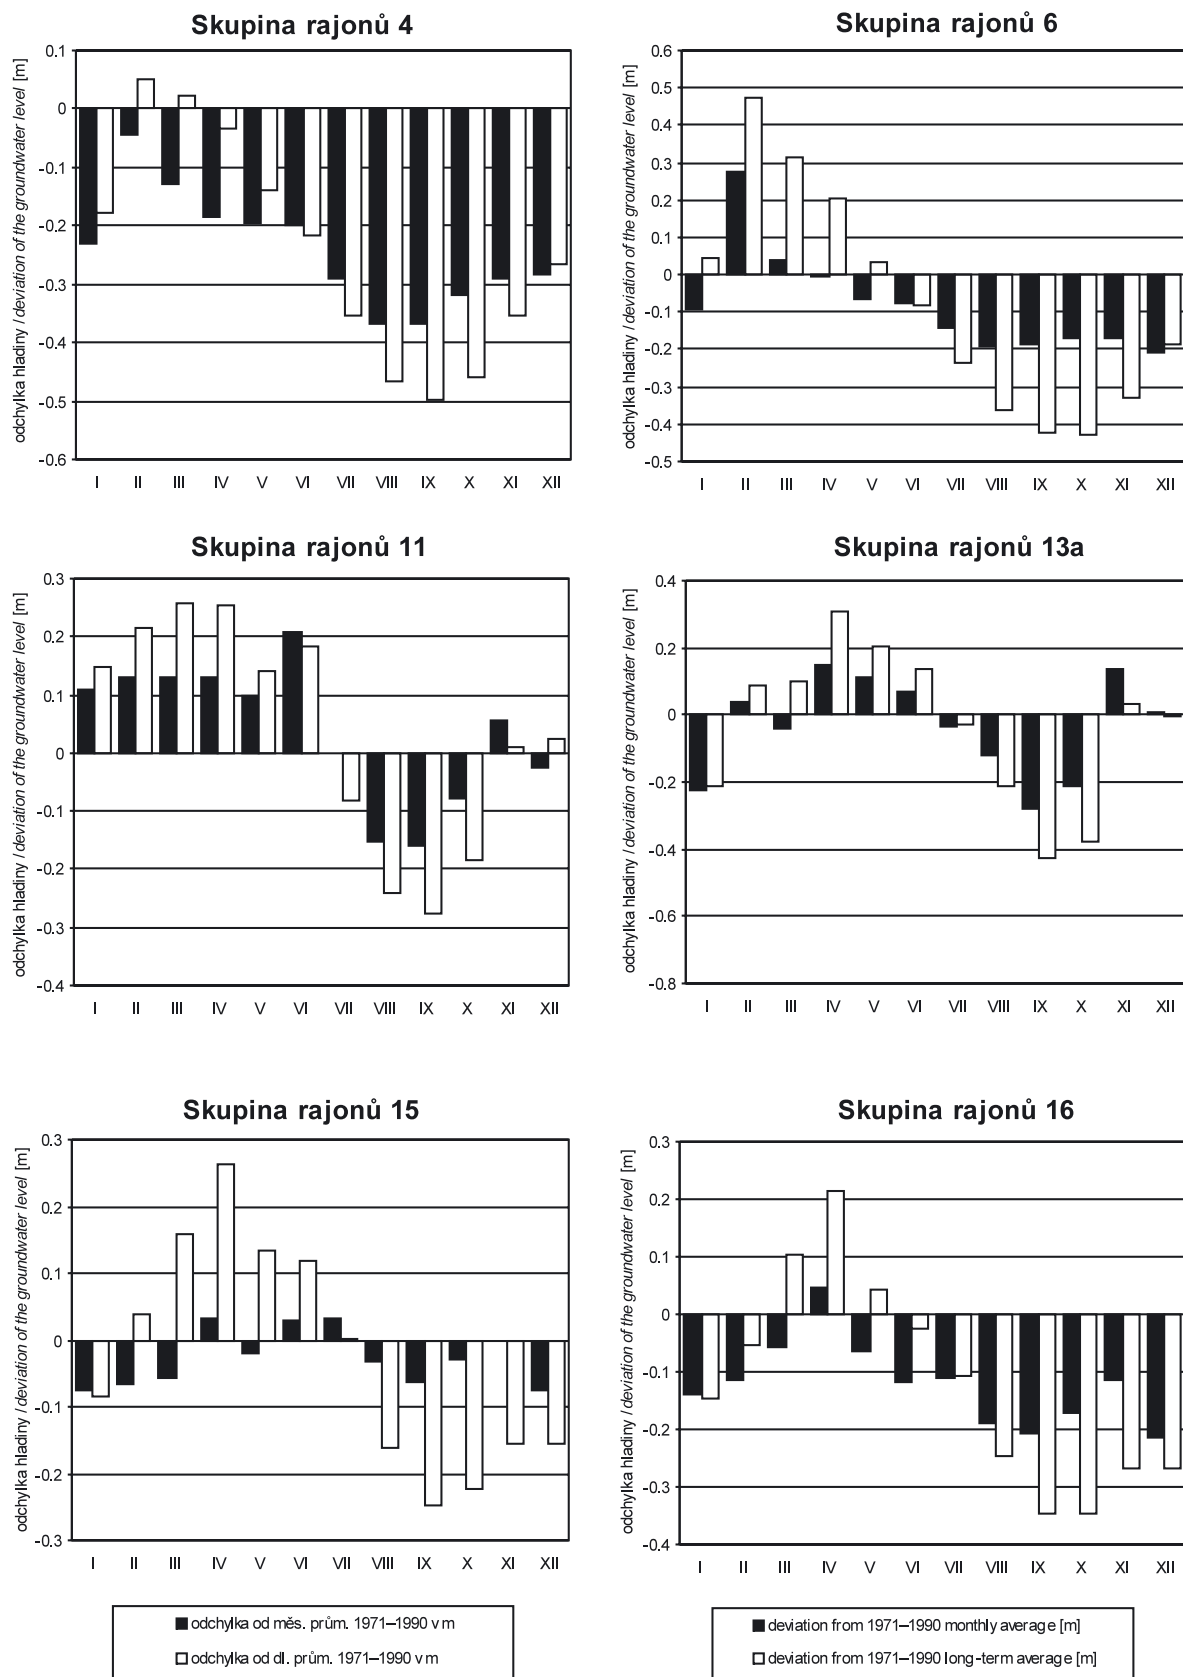 Skupina rajonů 4
odchylka hladiny / deviation of the groundwater level [m]
0.1
0
-0.1
-0.2
-0.3
-0.4
-0.5
-0.6
I II III IV V VI VII VIII IX X XI XII
Skupina rajonů 6
odchylka hladiny / deviation of the groundwater level [m]
0.6
0.5
0.4
0.3
0.2
0.1
0
-0.1
-0.2
-0.3
-0.4
-0.5
I II III IV V VI VII VIII IX X XI XII
Skupina rajonů 11
odchylka hladiny / deviation of the groundwater level [m]
0.3
0.2
0.1
0
-0.1
-0.2
-0.3
-0.4
I II III IV V VI VII VIII IX X XI XII
Skupina rajonů 13a
odchylka hladiny / deviation of the groundwater level [m]
0.4
0.2
0
-0.2
-0.4
-0.6
-0.8
I II III IV V VI VII VIII IX X XI XII
Skupina rajonů 15
odchylka hladiny / deviation of the groundwater level [m]
0.3
0.2
0.1
0
-0.1
-0.2
-0.3
I II III IV V VI VII VIII IX X XI XII
Skupina rajonů 16
odchylka hladiny / deviation of the groundwater level [m]
0.3
0.2
0.1
0
-0.1
-0.2
-0.3
-0.4
I II III IV V VI VII VIII IX X XI XII
odchylka od měs. prům. 1971–1990 v m
odchylka od dl. prům. 1971–1990 v m
deviation from 1971–1990 monthly average [m]
deviation from 1971–1990 long-term average [m]